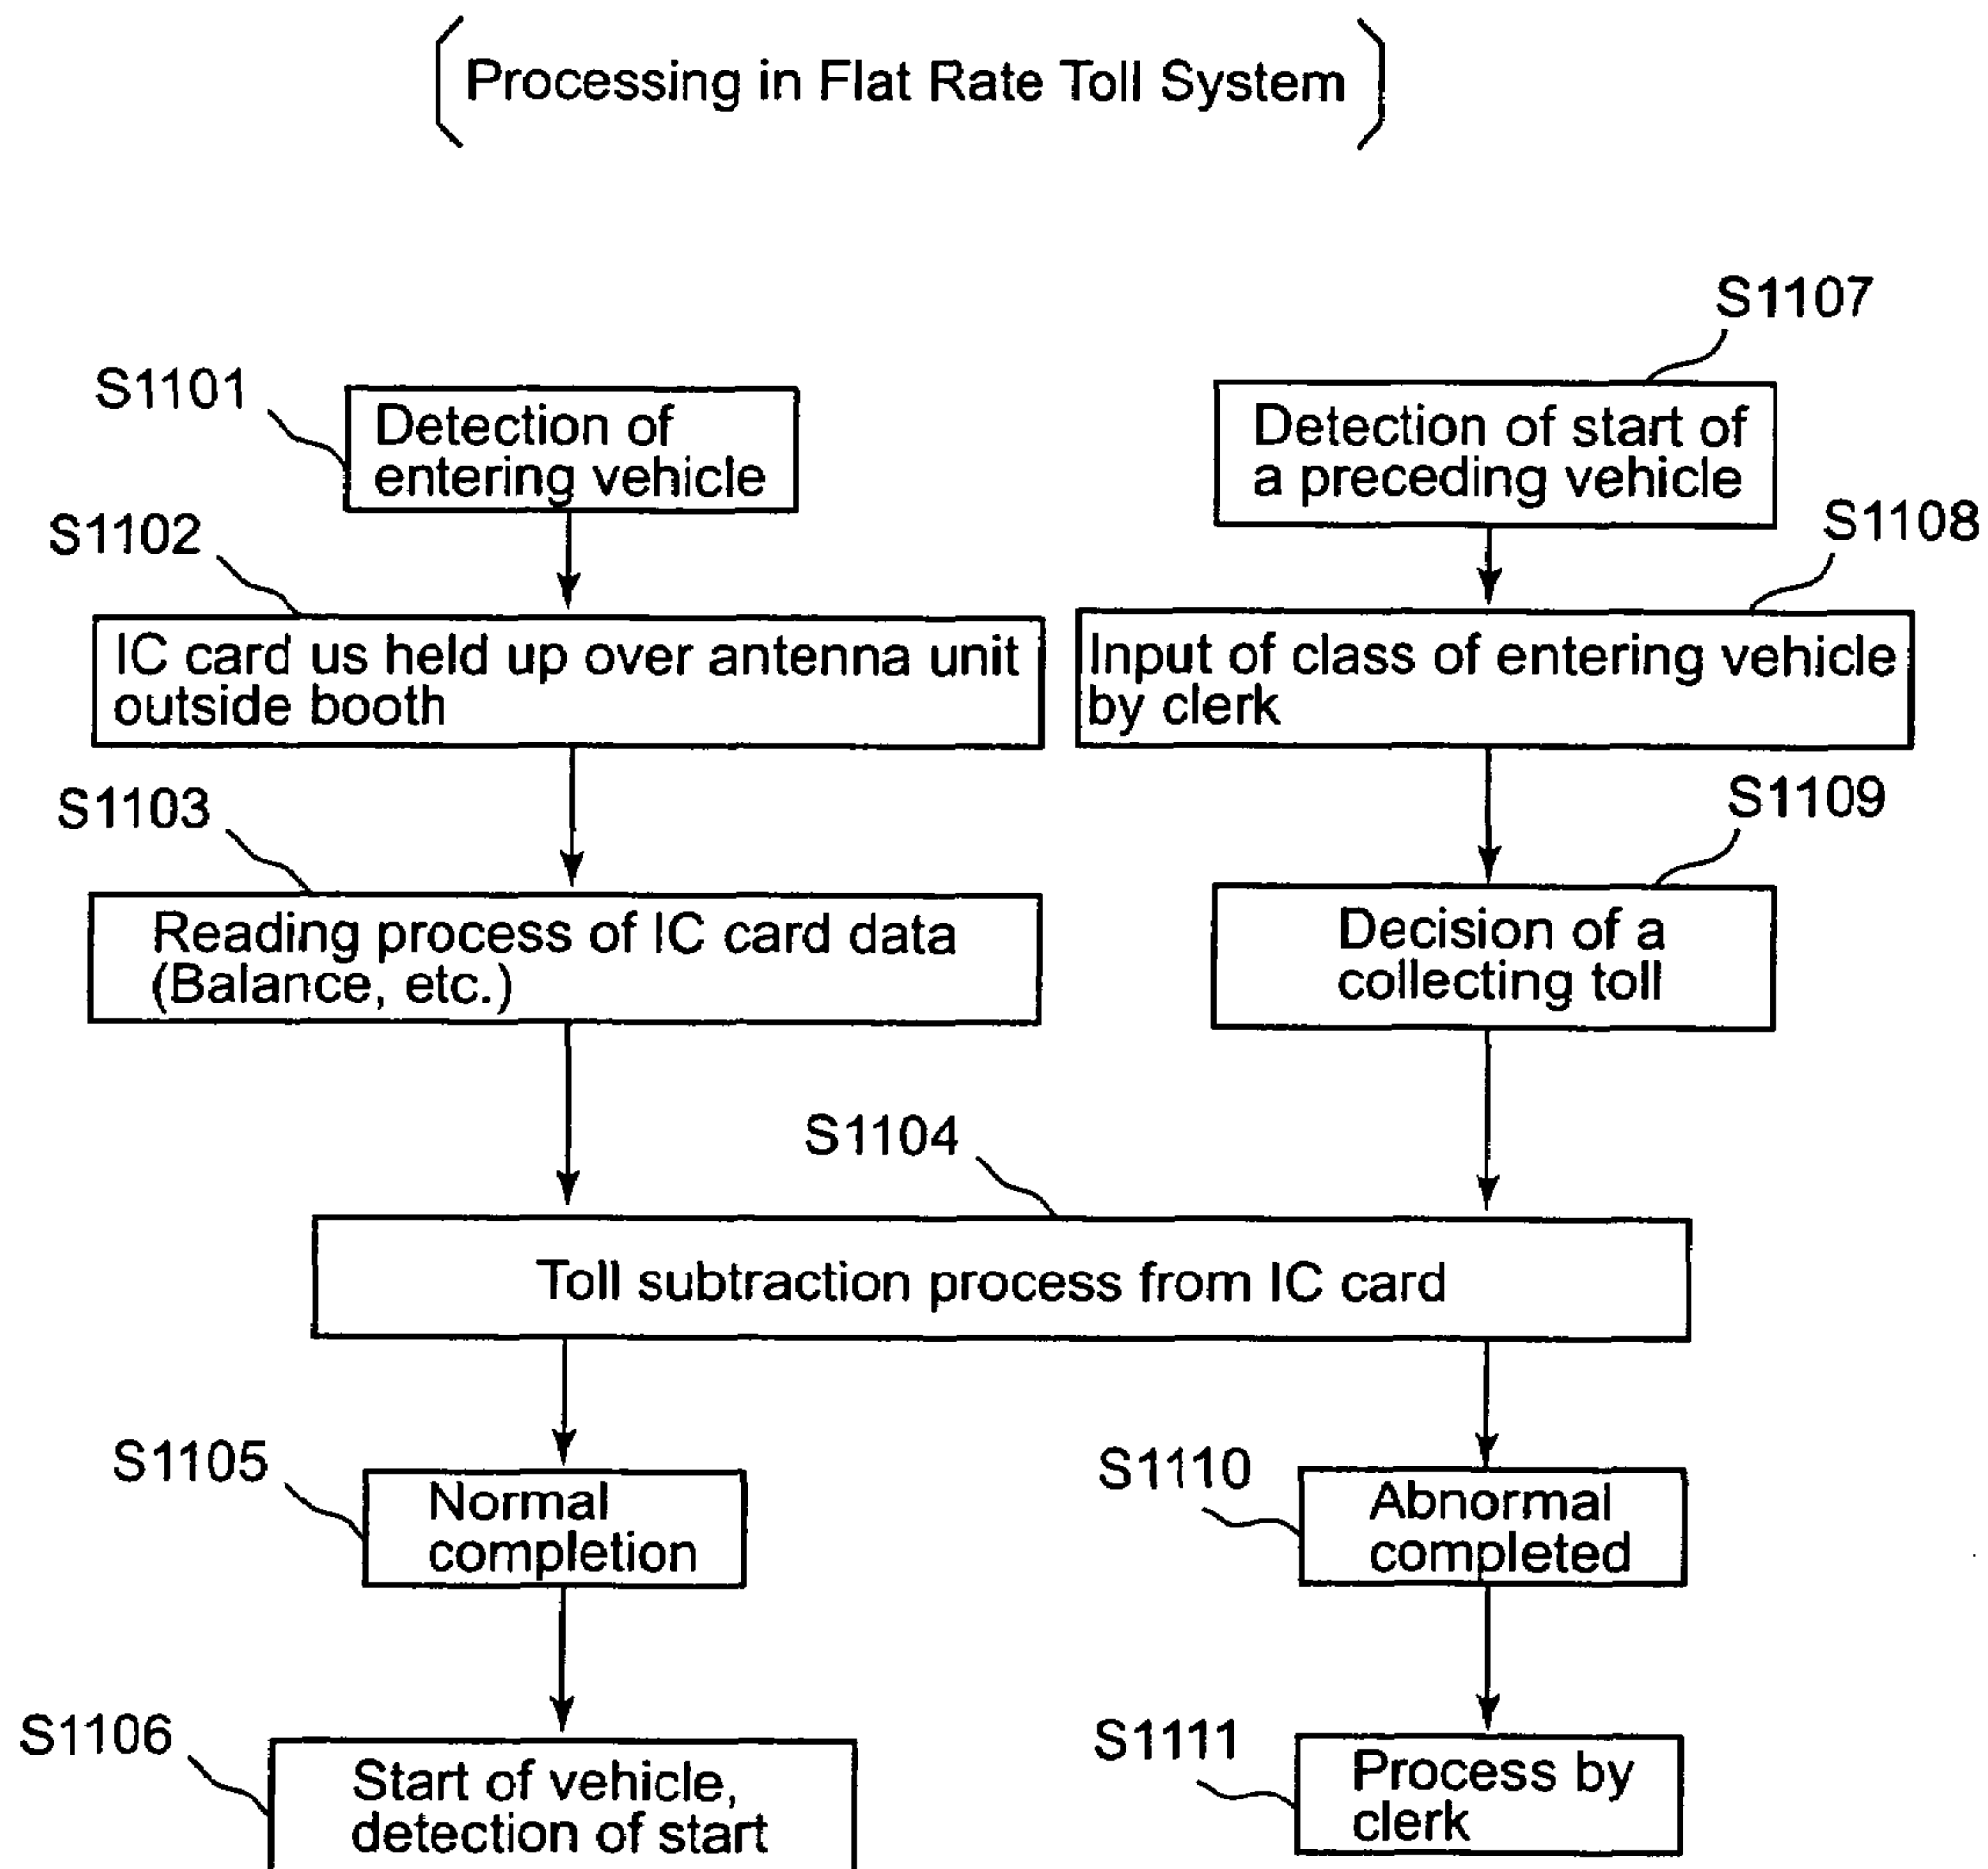 Processing in Flat Rate Toll System
S1107
S1101
Detection of
entering vehicle
Detection of start of
a preceding vehicle
S1102
S1108
IC card us held up over antenna unit
outside booth
Input of class of entering vehicle
by clerk
S1103
S1109
Reading process of IC card data
(Balance, etc.)
Decision of a
collecting toll
S1104
Toll subtraction process from IC card
S1105
Normal
completion
S1110
Abnormal
completed
S1106
Start of vehicle,
detection of start
S1111
Process by
clerk